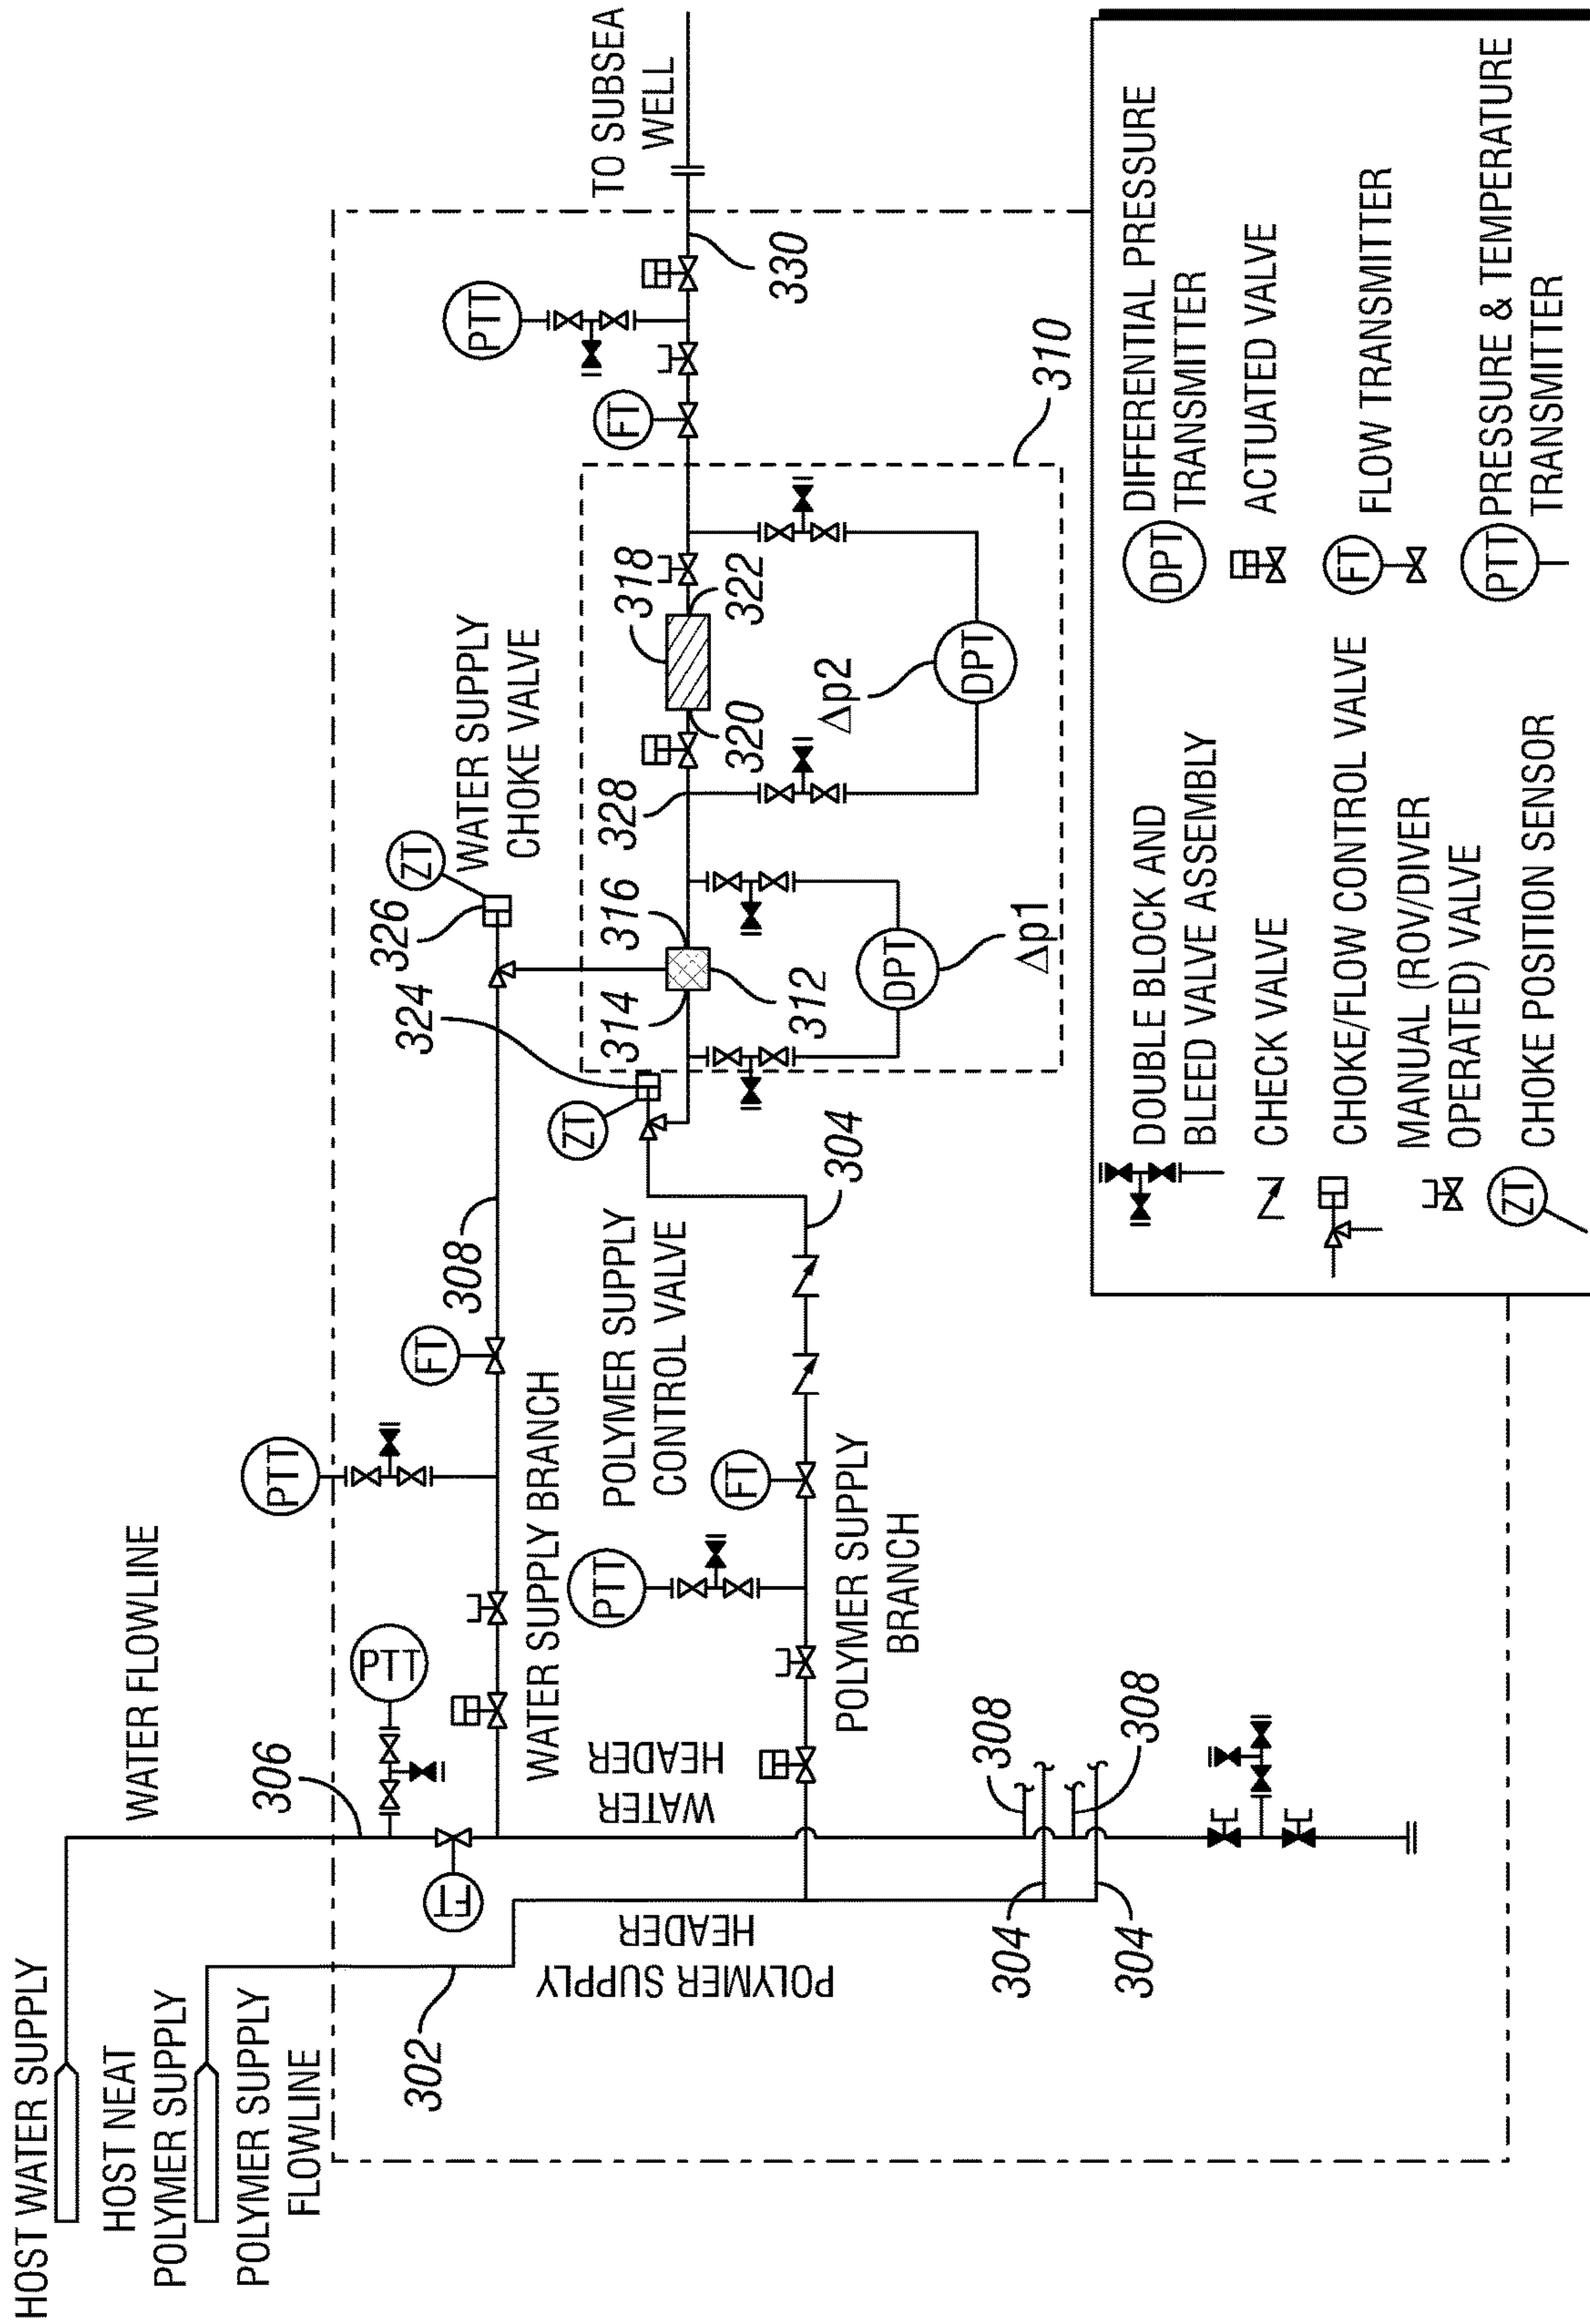 HOST WATER SUPPLY
HOST NEAT
POLYMER SUPPLY
POLYMER SUPPLY
FLOWLINE
WATER FLOWLINE
306
302
PTT
FT
POLYMER SUPPLY
HEADER
WATER
HEADER
PTT
FT
308
WATER SUPPLY BRANCH
324
326
ZT
WATER SUPPLY
CHOKE VALVE
POLYMER SUPPLY
CONTROL VALVE
ZT
PTT
FT
POLYMER SUPPLY
BRANCH
304
314
316
312
DPT
Δp1
328
320
318
322
Δp2
DPT
310
FT
PTT
330
TO SUBSEA
WELL
308
308
304
304
DOUBLE BLOCK AND
BLEED VALVE ASSEMBLY
CHECK VALVE
CHOKE/FLOW CONTROL VALVE
MANUAL (ROV/DIVER
OPERATED) VALVE
ZT
CHOKE POSITION SENSOR
DPT
DIFFERENTIAL PRESSURE
TRANSMITTER
ACTUATED VALVE
FT
FLOW TRANSMITTER
PTT
PRESSURE & TEMPERATURE
TRANSMITTER